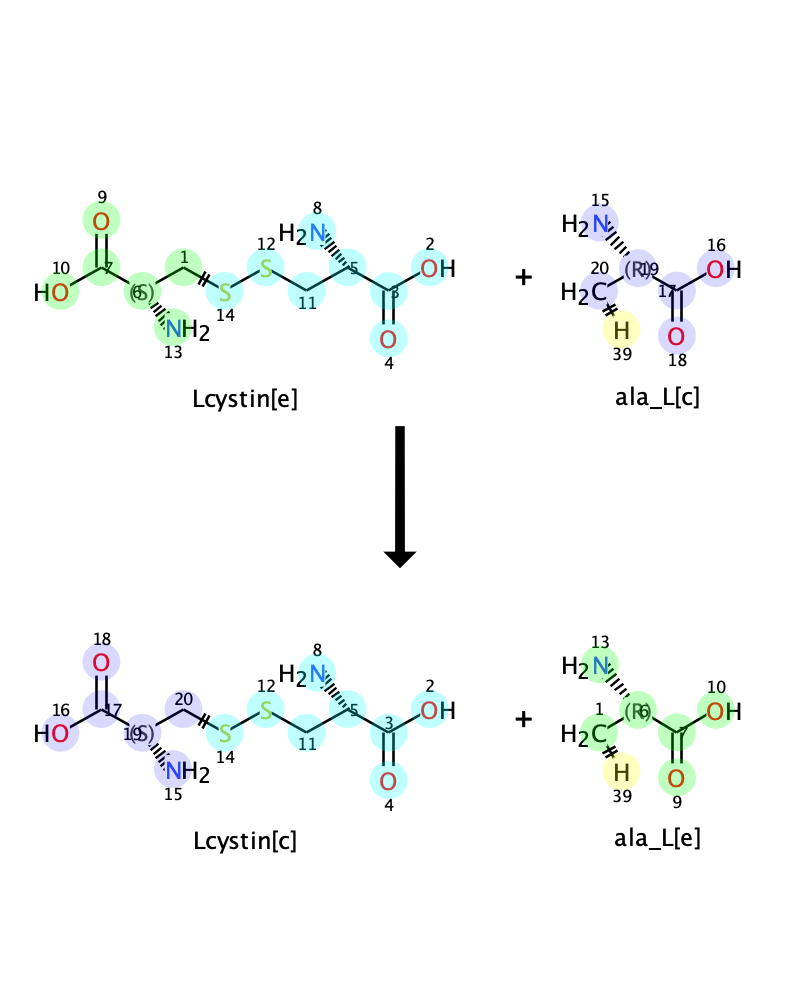 9
O
10
HO
7
6
(S)
1
13
NH2
14
S
12
S
11
8
H2N
5
3
2
OH
O
4
+
15
H2N
20
H2C
(R)
19
17
16
OH
H
39
O
18
Lcystin[e]
ala_L[c]
18
O
16
HO
17
19
(S)
20
15
NH2
14
S
12
S
11
8
H2N
5
3
2
OH
O
4
+
13
H2N
1
H2C
(R)
6
10
OH
H
39
O
9
Lcystin[c]
ala_L[e]